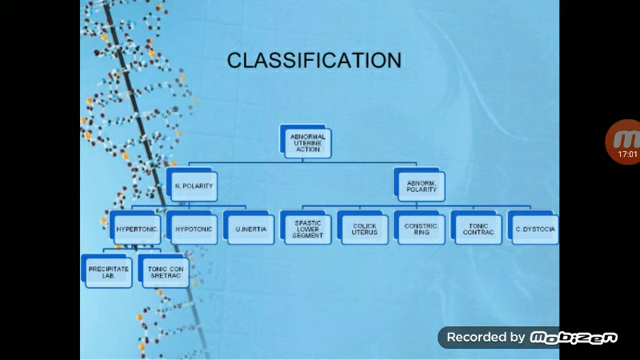 CLASSIFICATION
ABNORMAL
UTERINE
ACTION
N. POLARITY
ABNORM.
POLARITY
HYPERTONIC.
HYPOTONIC
U.INERTIA
SPASTIC
LOWER
SEGMENT
COLICK
UTERUS
CONSTRIC.
RING
TONIC
CONTRAC
C.DYSTOCIA
PRECIPITATE
LAB.
TONIC CON
&RETRAC
17:01
Recorded by mobizen